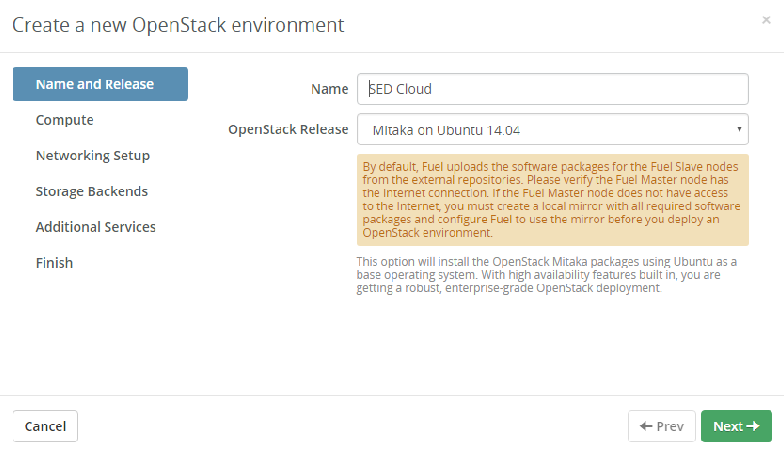 Create a new OpenStack environment
×
Name and Release
Compute
Networking Setup
Storage Backends
Additional Services
Finish
Name
SED Cloud
OpenStack Release
Mitaka on Ubuntu 14.04
By default, Fuel uploads the software packages for the Fuel Slave nodes
from the external repositories. Please verify the Fuel Master node has
the Internet connection. If the Fuel Master node does not have access
to the Internet, you must create a local mirror with all required software
packages and configure Fuel to use the mirror before you deploy an
OpenStack environment.
This option will install the OpenStack Mitaka packages using Ubuntu as a
base operating system. With high availability features built in, you are
getting a robust, enterprise-grade OpenStack deployment.
Cancel
← Prev
Next →